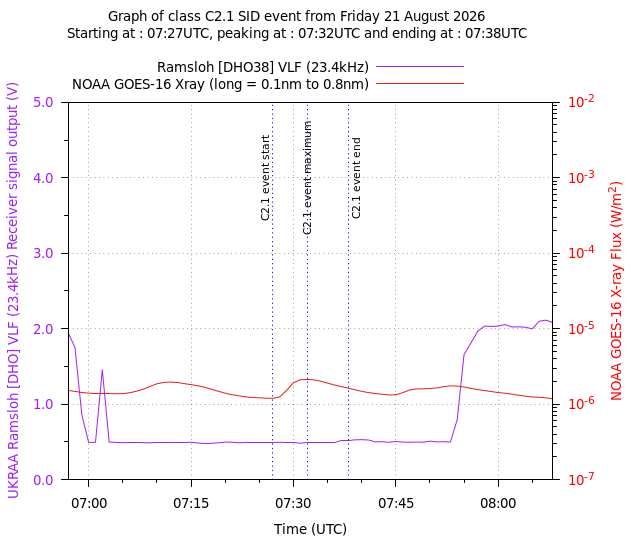 Graph of class C2.1 SID event from Friday 21 August 2026
Starting at : 07:27UTC, peaking at : 07:32UTC and ending at : 07:38UTC
Ramsloh [DHO38] VLF (23.4kHz)
NOAA GOES-16 Xray (long = 0.1nm to 0.8nm)
UKRAA Ramsloh [DHO] VLF (23.4kHz) Receiver signal output (V)
5.0
4.0
3.0
2.0
1.0
0.0
C2.1 event start
C2.1 event maximum
C2.1 event end
10-2
10-3
10-4
10-5
10-6
10-7
NOAA GOES-16 X-ray Flux (W/m2)
07:00 07:15 07:30 07:45 08:00
Time (UTC)